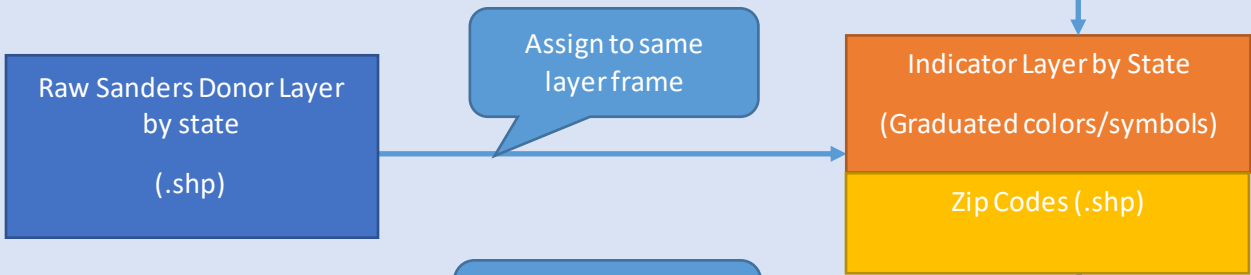 Raw Sanders Donor Layer
by state
(.shp)
Assign to same
layer frame
Indicator Layer by State
(Graduated colors/symbols)
Zip Codes (.shp)